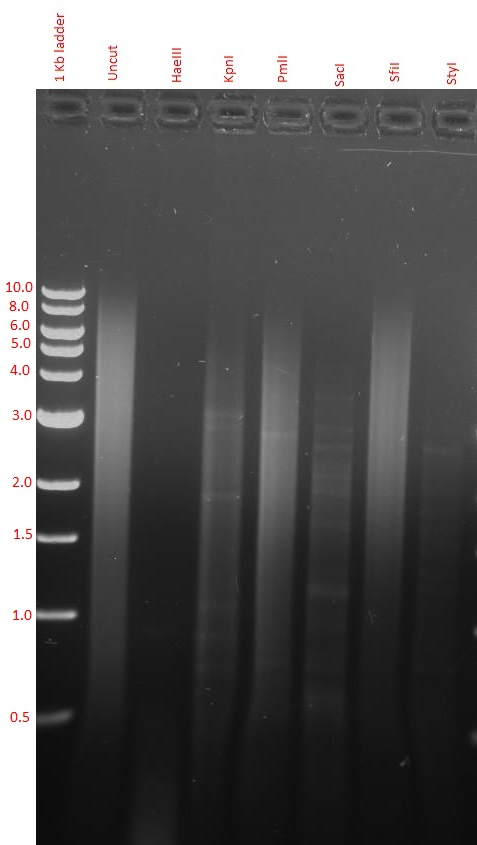 1 Kb ladder
Uncut
HaeIII
KpnI
PmlI
SacI
SfiI
StyI
10.0
8.0
6.0
5.0
4.0
3.0
2.0
1.5
1.0
0.5